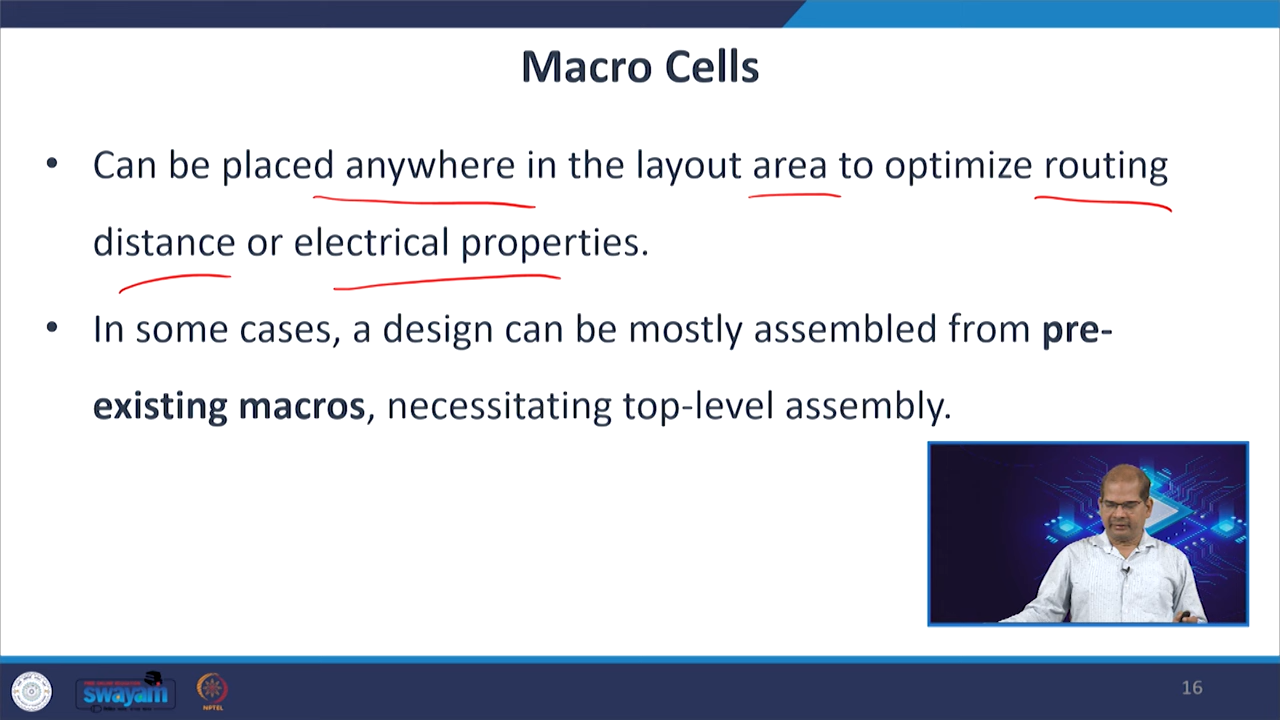 Macro Cells
• Can be placed anywhere in the layout area to optimize routing
distance or electrical properties.
• In some cases, a design can be mostly assembled from pre-
existing macros, necessitating top-level assembly.
swayam
NPTEL
16